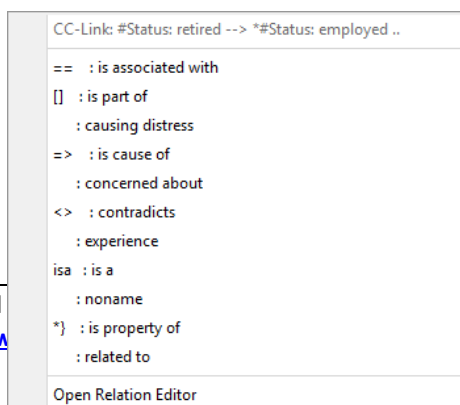 CC-Link: #Status: retired --> *#Status: employed ..
== : is associated with
[] : is part of
: causing distress
=> : is cause of
: concerned about
<> : contradicts
: experience
isa : is a
: noname
*} : is property of
: related to
Open Relation Editor